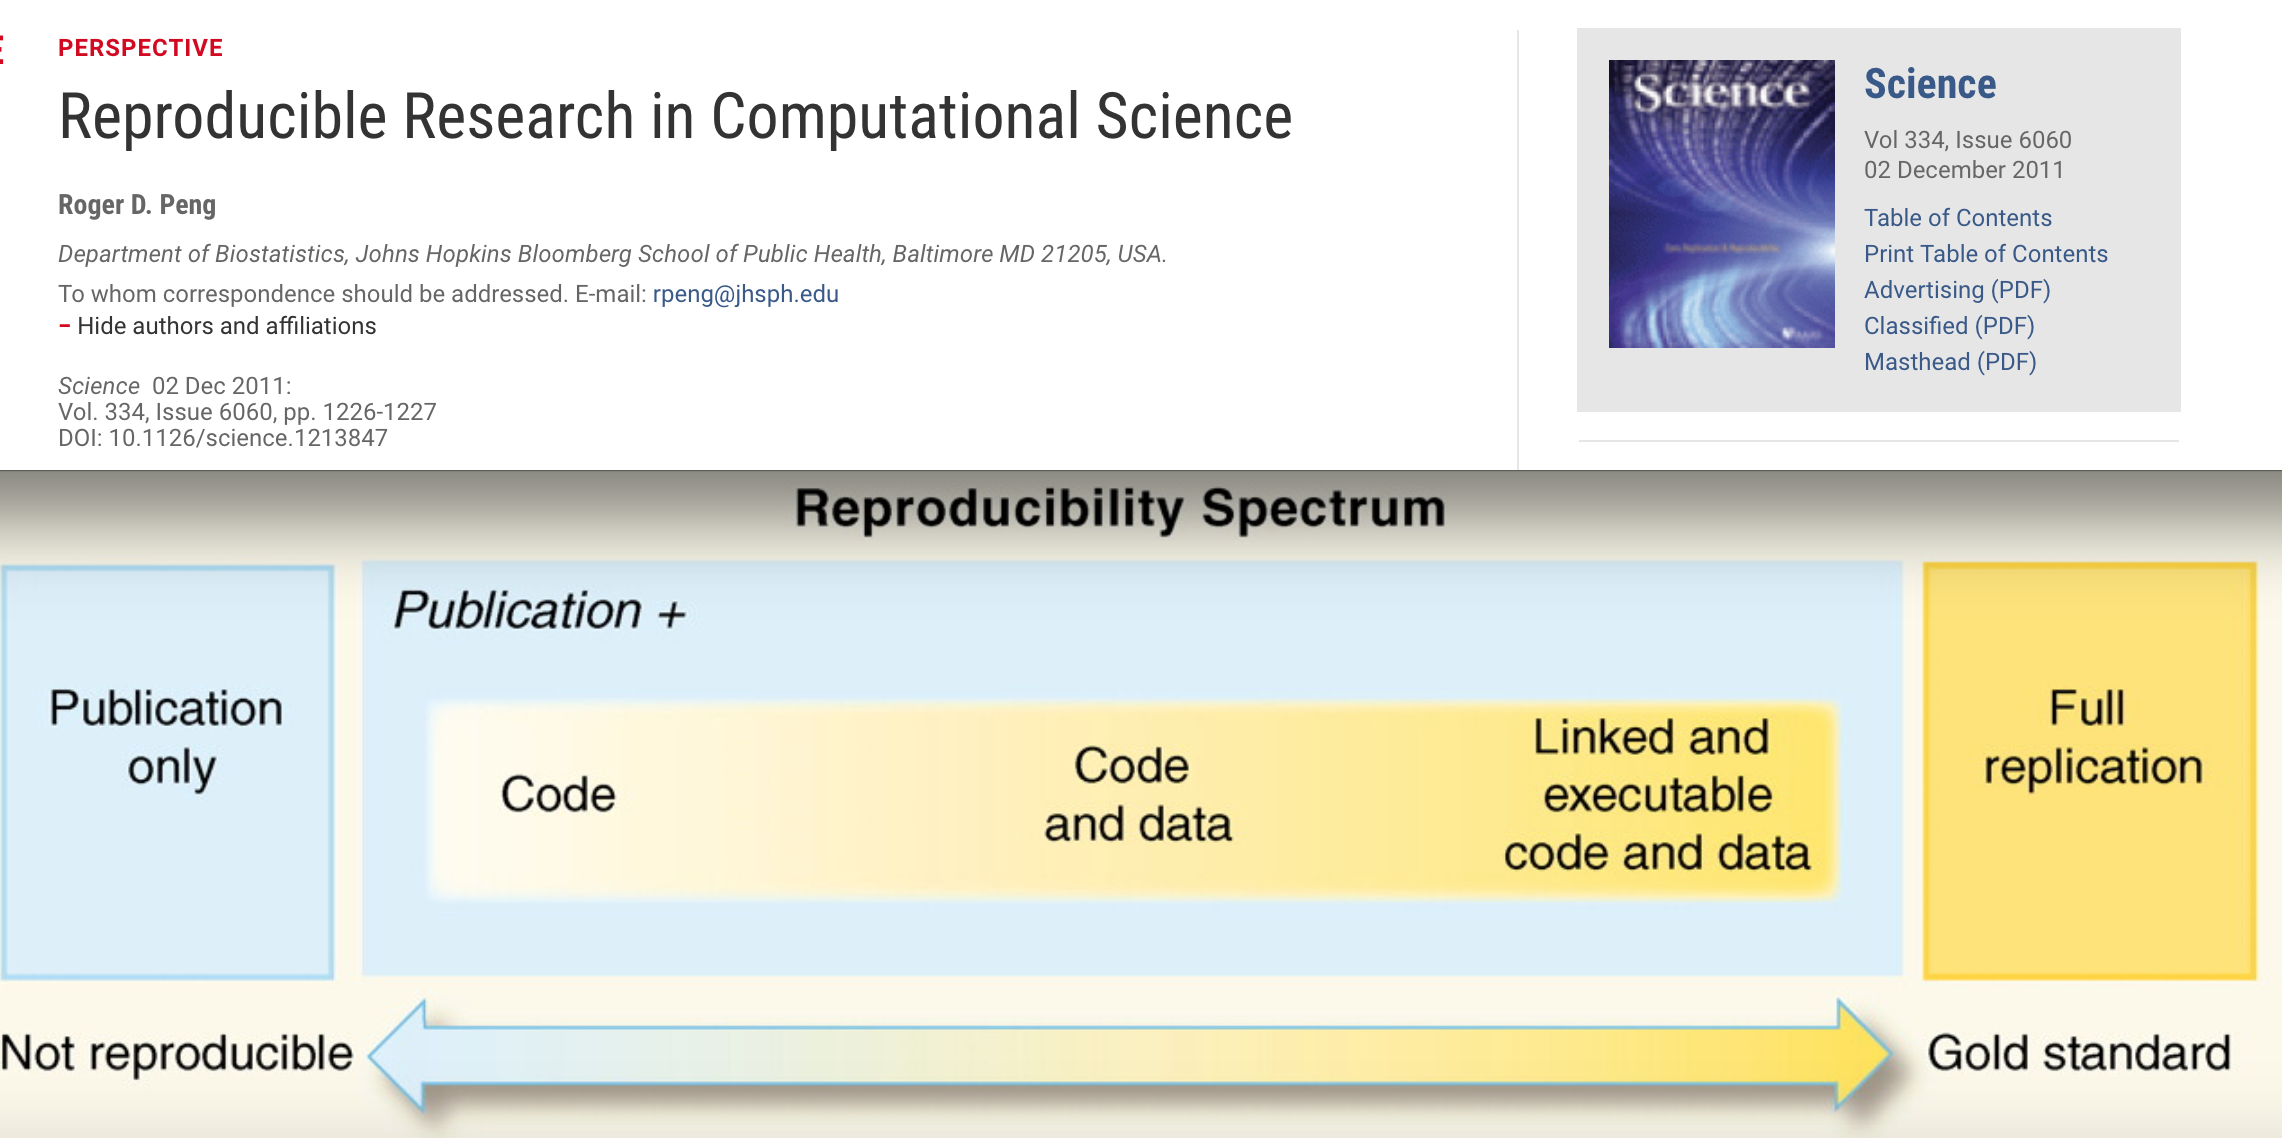 PERSPECTIVE
Reproducible Research in Computational Science
Roger D. Peng
Department of Biostatistics, Johns Hopkins Bloomberg School of Public Health, Baltimore MD 21205, USA.
To whom correspondence should be addressed. E-mail: rpeng@jhsph.edu
– Hide authors and affiliations
Science 02 Dec 2011:
Vol. 334, Issue 6060, pp. 1226-1227
DOI: 10.1126/science.1213847
Science
Science
Vol 334, Issue 6060
02 December 2011
Table of Contents
Print Table of Contents
Advertising (PDF)
Classified (PDF)
Masthead (PDF)
Reproducibility Spectrum
Publication
only
Publication +
Code
Code
and data
Linked and
executable
code and data
Full
replication
Not reproducible
Gold standard